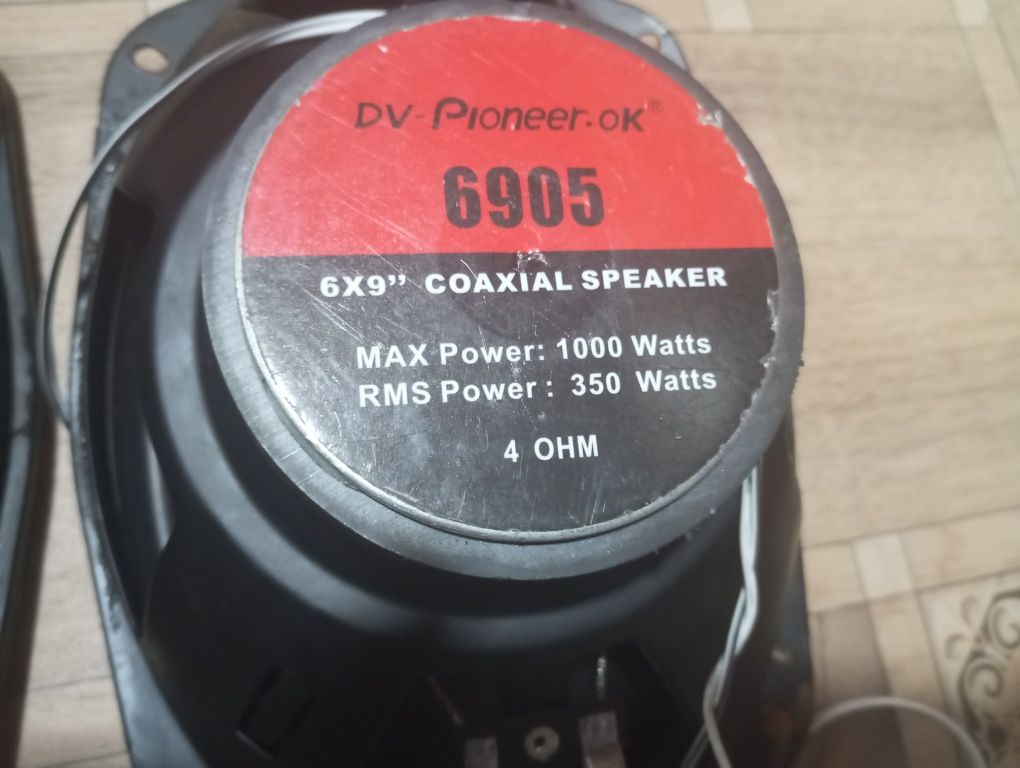 DV-Pioneer.oK®
6905
6X9’’ COAXIAL SPEAKER
MAX Power: 1000 Watts
RMS Power : 350 Watts
4 OHM